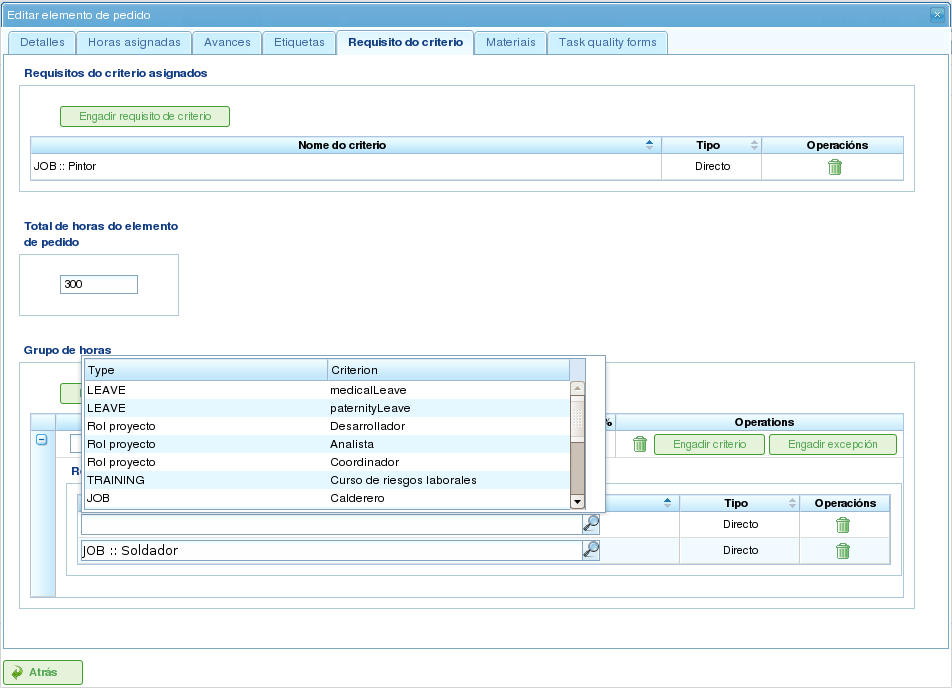 Editar elemento de pedido
Detalles Horas asignadas Avances Etiquetas Requisito do criterio Materiais Task quality forms
Requisitos do criterio asignados
Engadir requisito de criterio
Nome do criterio Tipo Operacións
JOB :: Pintor Directo
Total de horas do elemento
de pedido
300
Grupo de horas
Type Criterion
LEAVE medicalLeave
LEAVE paternityLeave
Rol proyecto Desarrollador
% Operations
Rol proyecto Analista
Engadir criterio Engadir excepción
Rol proyecto Coordinador
TRAINING Curso de riesgos laborales
JOB Calderero
Tipo Operacións
Directo
JOB :: Soldador Directo
Atrás